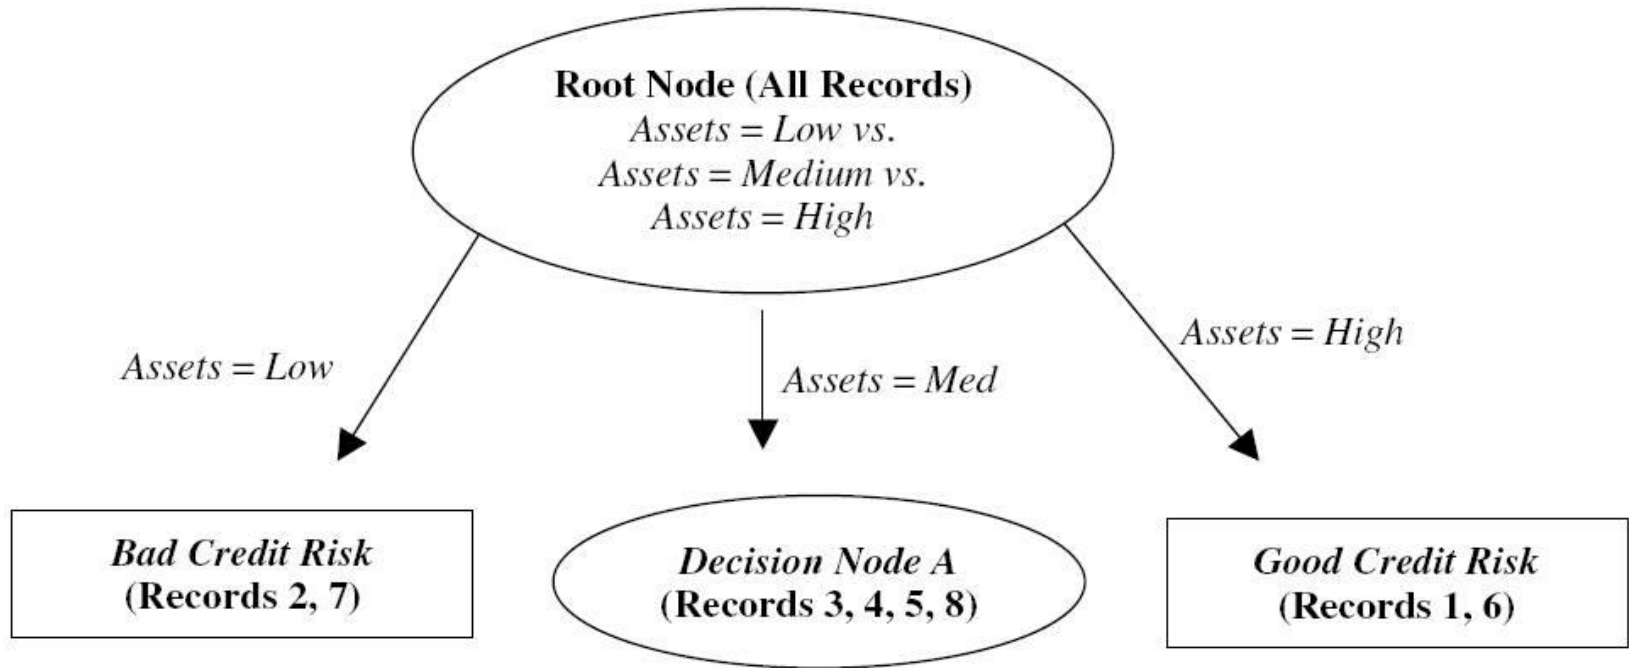 Root Node (All Records)
Assets = Low vs.
Assets = Medium vs.
Assets = High
Assets = Low
Assets = Med
Assets = High
Bad Credit Risk
(Records 2, 7)
Decision Node A
(Records 3, 4, 5, 8)
Good Credit Risk
(Records 1, 6)